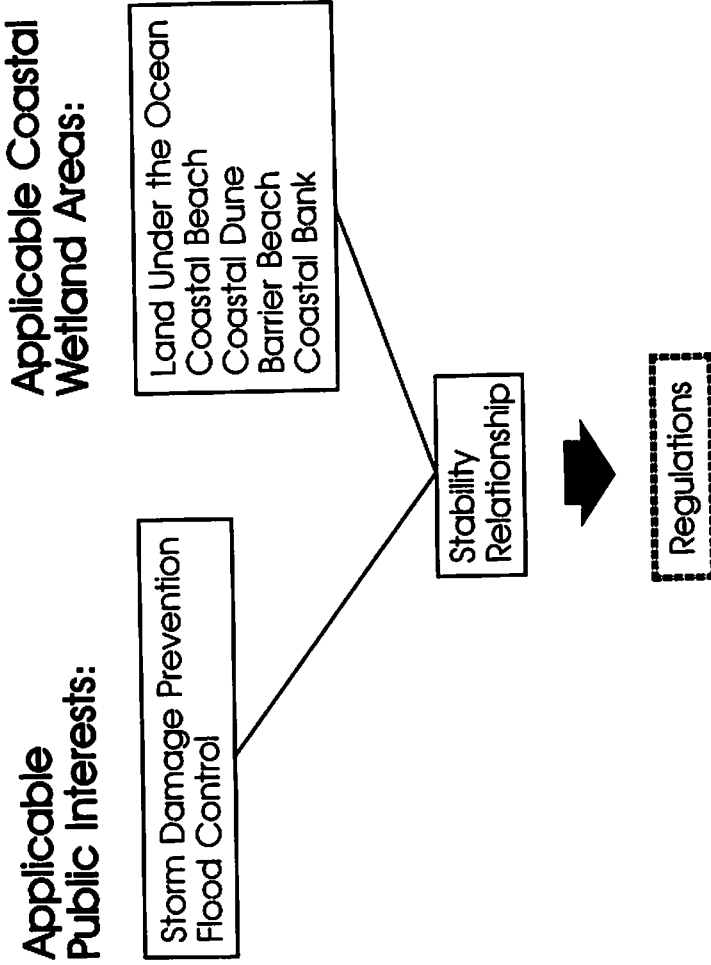 Applicable
Public Interests:
Storm Damage Prevention
Flood Control
Applicable Coastal
Wetland Areas:
Land Under the Ocean
Coastal Beach
Coastal Dune
Barrier Beach
Coastal Bank
Stability
Relationship
Regulations